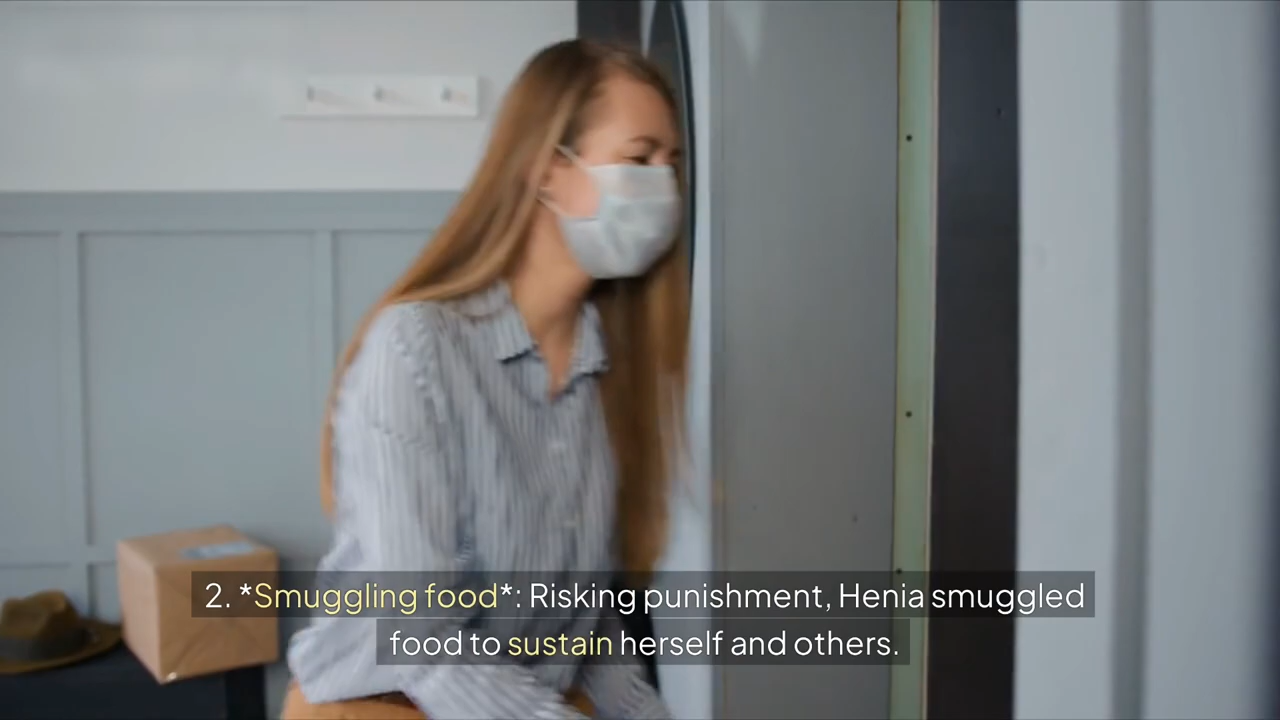 2. *Smuggling food*: Risking punishment, Henia smuggled
food to sustain herself and others.